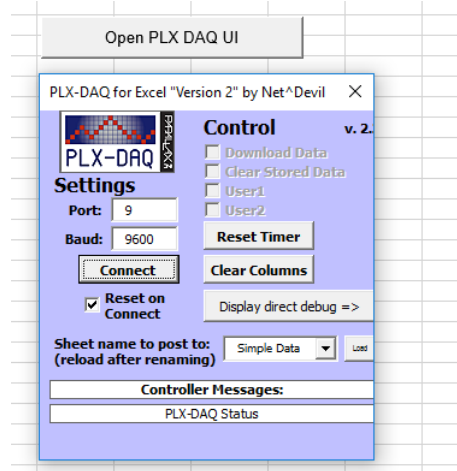 Open PLX DAQ UI
PLX-DAQ for Excel "Version 2" by Net^Devil
PLX-DAQ
PARALLAX
Control
v. 2.
Download Data
Clear Stored Data
User1
User2
Settings
Port: 9
Baud: 9600
Reset Timer
Connect
Clear Columns
Reset on
Connect
Display direct debug =>
Sheet name to post to:
(reload after renaming)
Simple Data
Load
Controller Messages:
PLX-DAQ Status